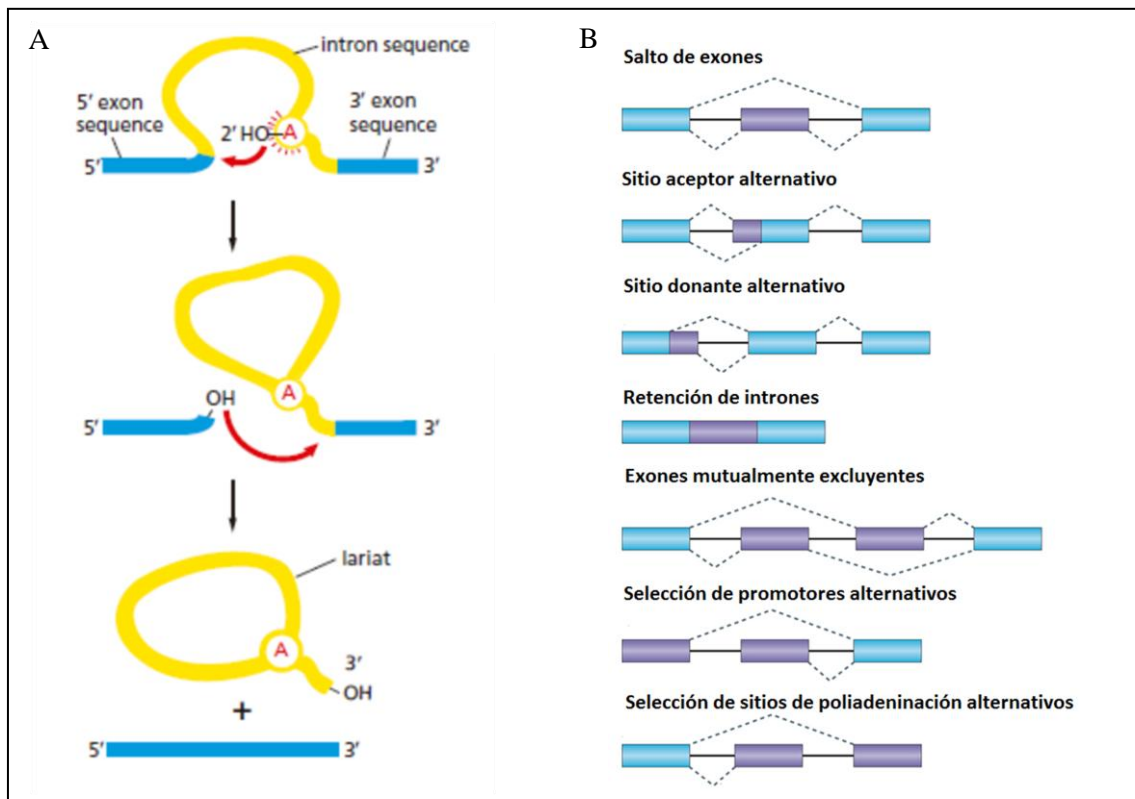 A
intron sequence
5' exon
sequence
3' exon
sequence
2' HO
A
5'
3'
A
OH
5'
3'
lariat
A
3'
OH
+
5'
3'
B
Salto de exones
Sitio aceptor alternativo
Sitio donante alternativo
Retención de intrones
Exones mutualmente excluyentes
Selección de promotores alternativos
Selección de sitios de poliadeninación alternativos